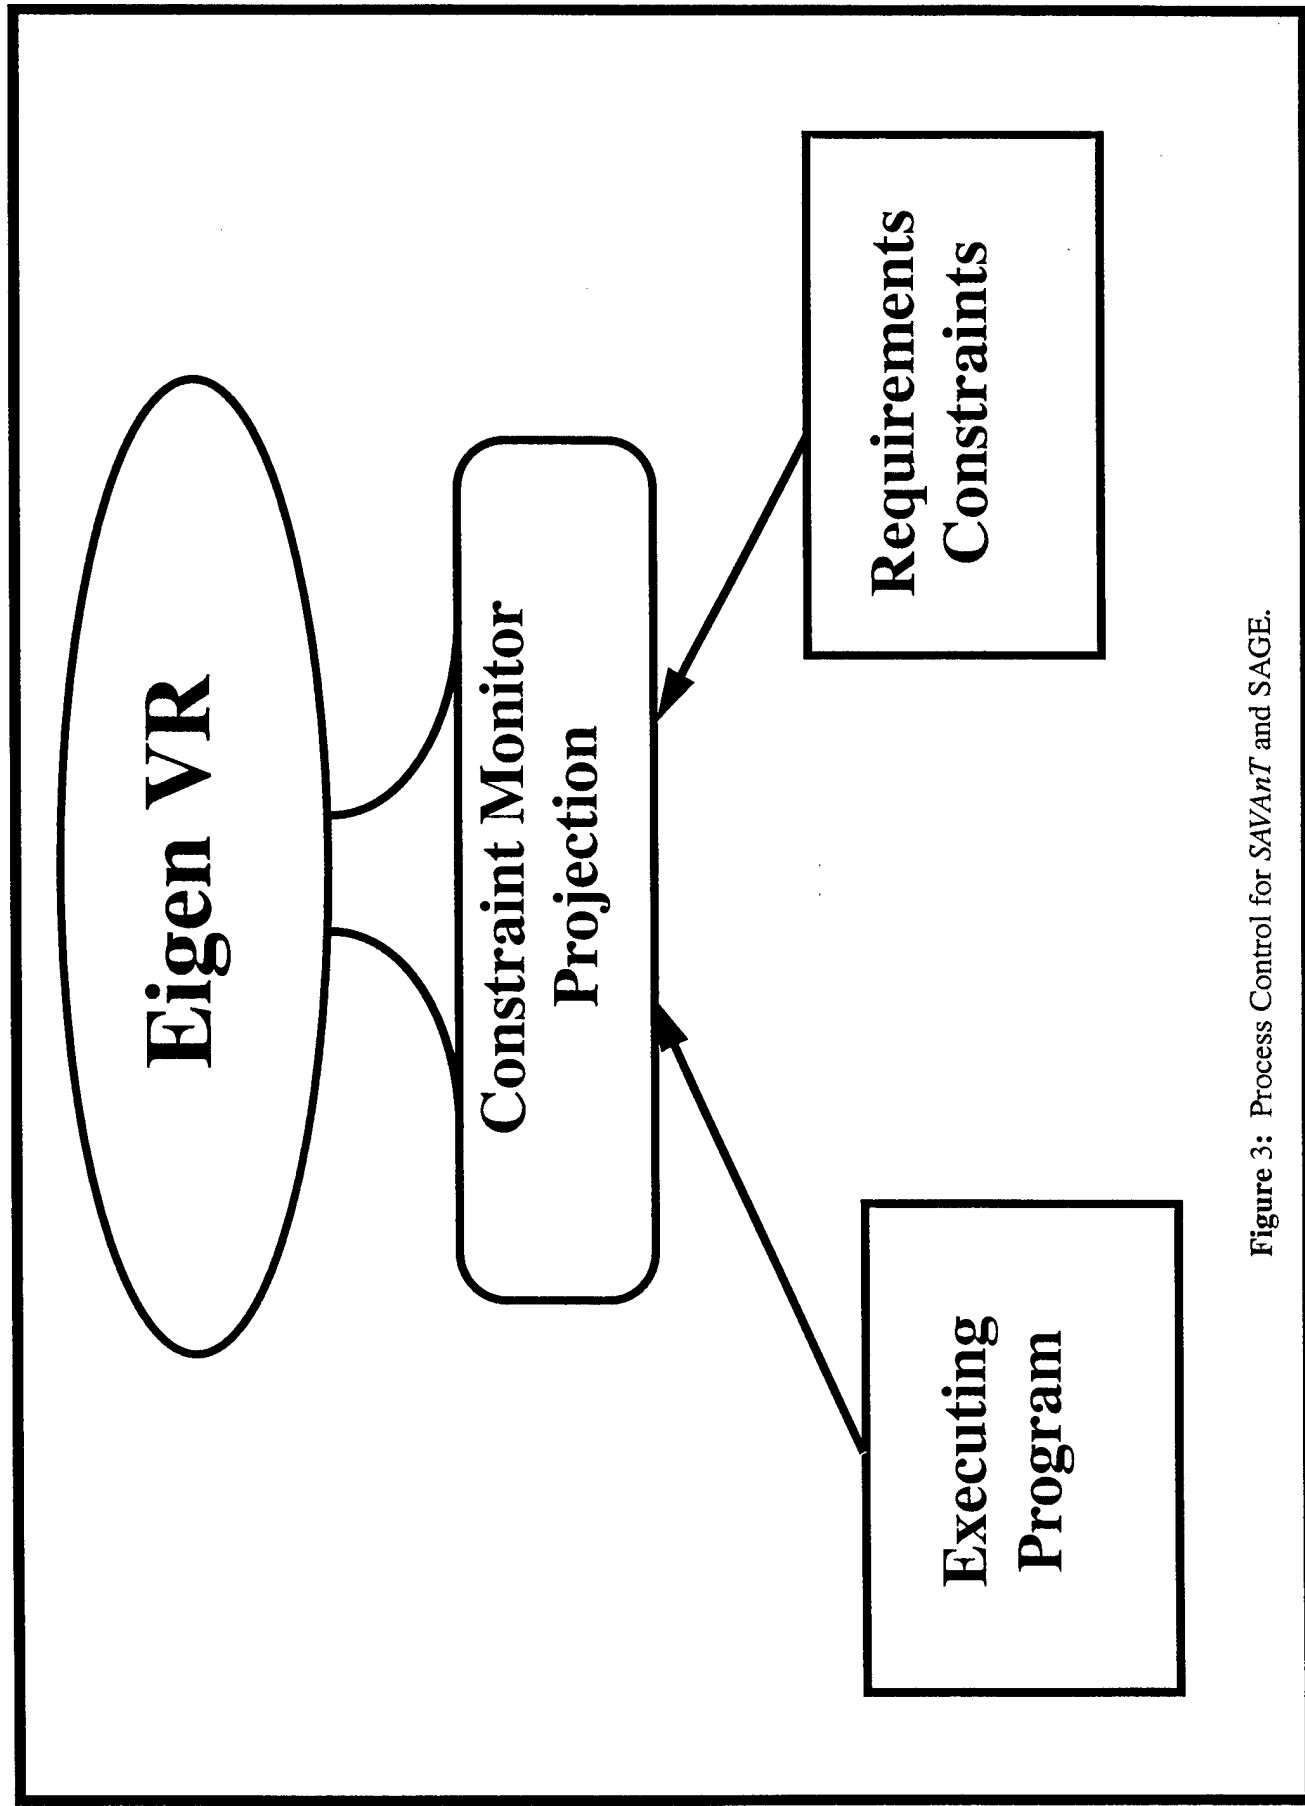 Eigen VR
Constraint Monitor
Projection
Executing
Program
Requirements
Constraints
Figure 3: Process Control for SAVAnT and SAGE.